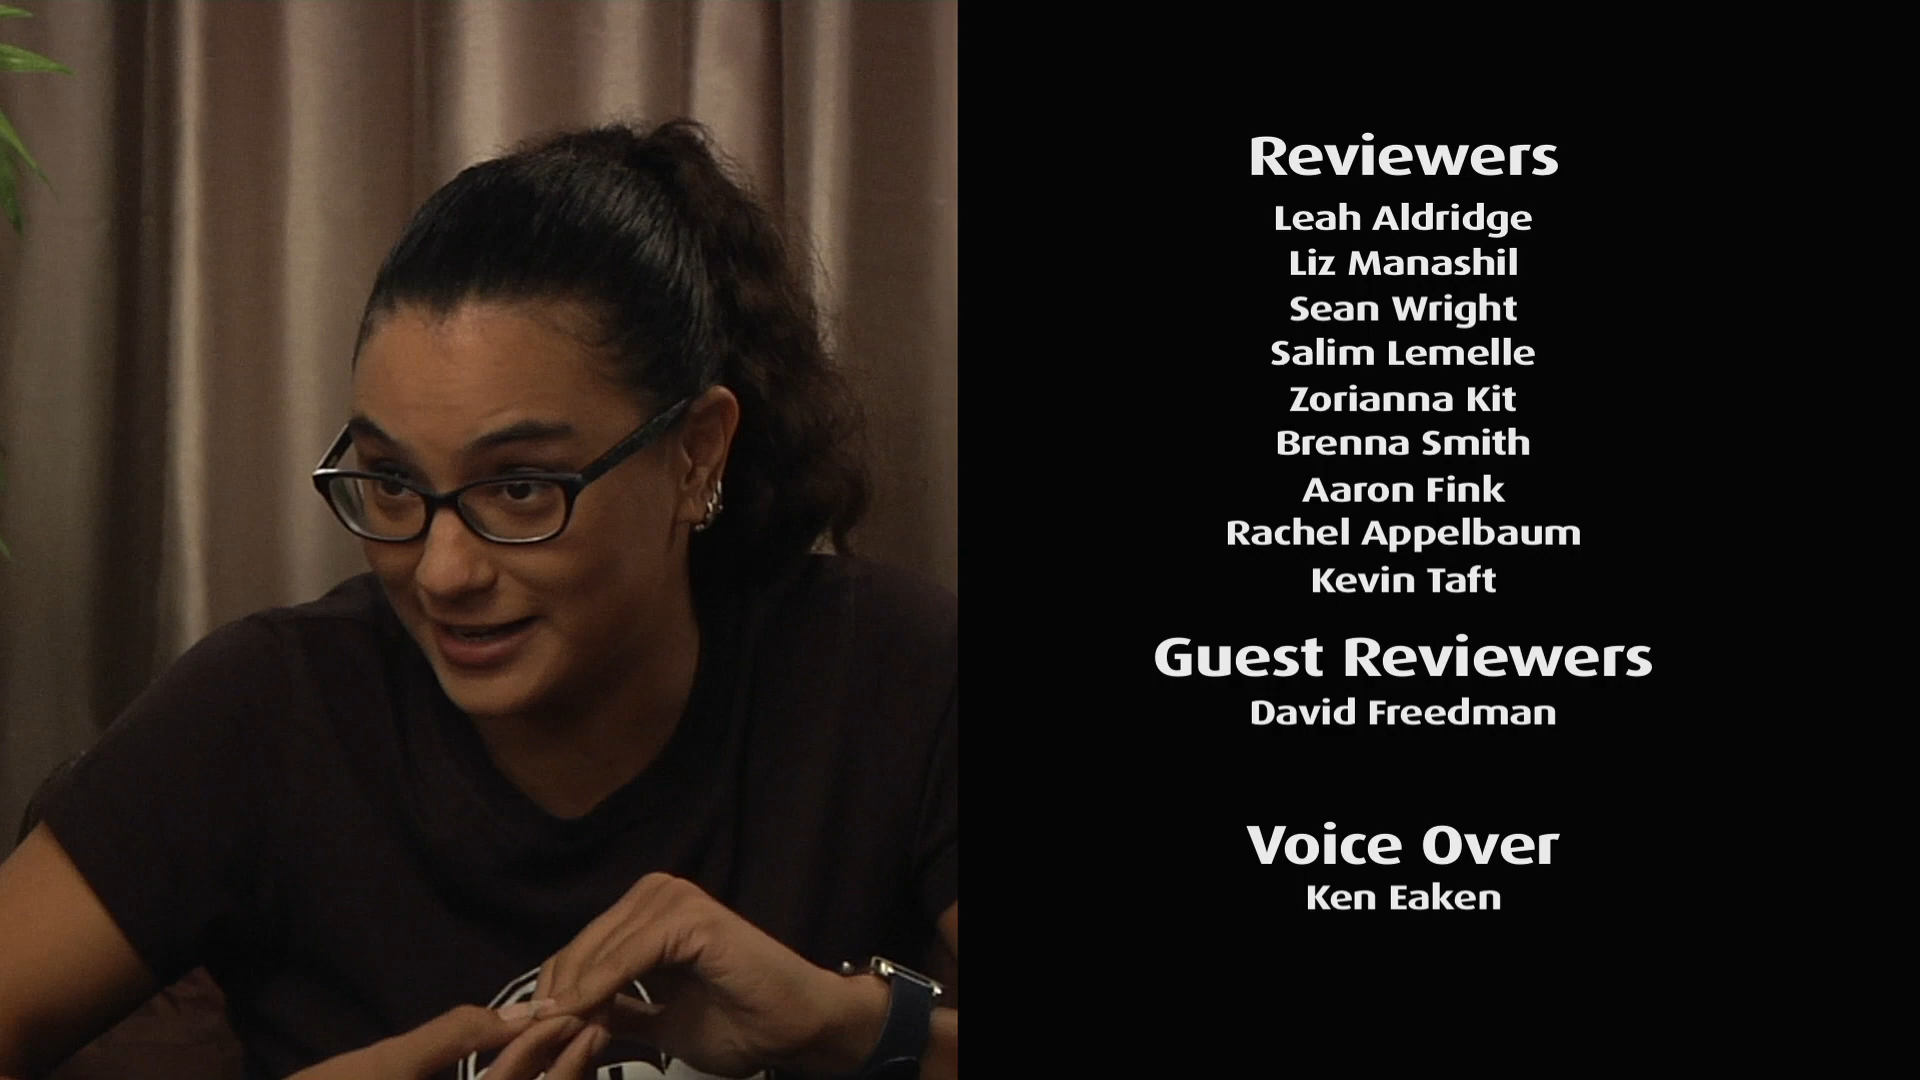 Reviewers
Leah Aldridge
Liz Manashil
Sean Wright
Salim Lemelle
Zorianna Kit
Brenna Smith
Aaron Fink
Rachel Appelbaum
Kevin Taft
Guest Reviewers
David Freedman
Voice Over
Ken Eaken